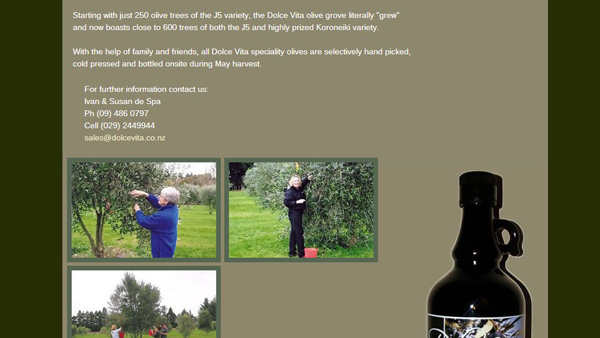 Starting with just 250 olive trees of the J5 variety, the Dolce Vita olive grove literally "grew"
and now boasts close to 600 trees of both the J5 and highly prized Koroneiki variety.
With the help of family and friends, all Dolce Vita speciality olives are selectively hand picked,
cold pressed and bottled onsite during May harvest.
For further information contact us:
Ivan & Susan de Spa
Ph (09) 486 0797
Cell (029) 2449944
sales@dolcevita.co.nz